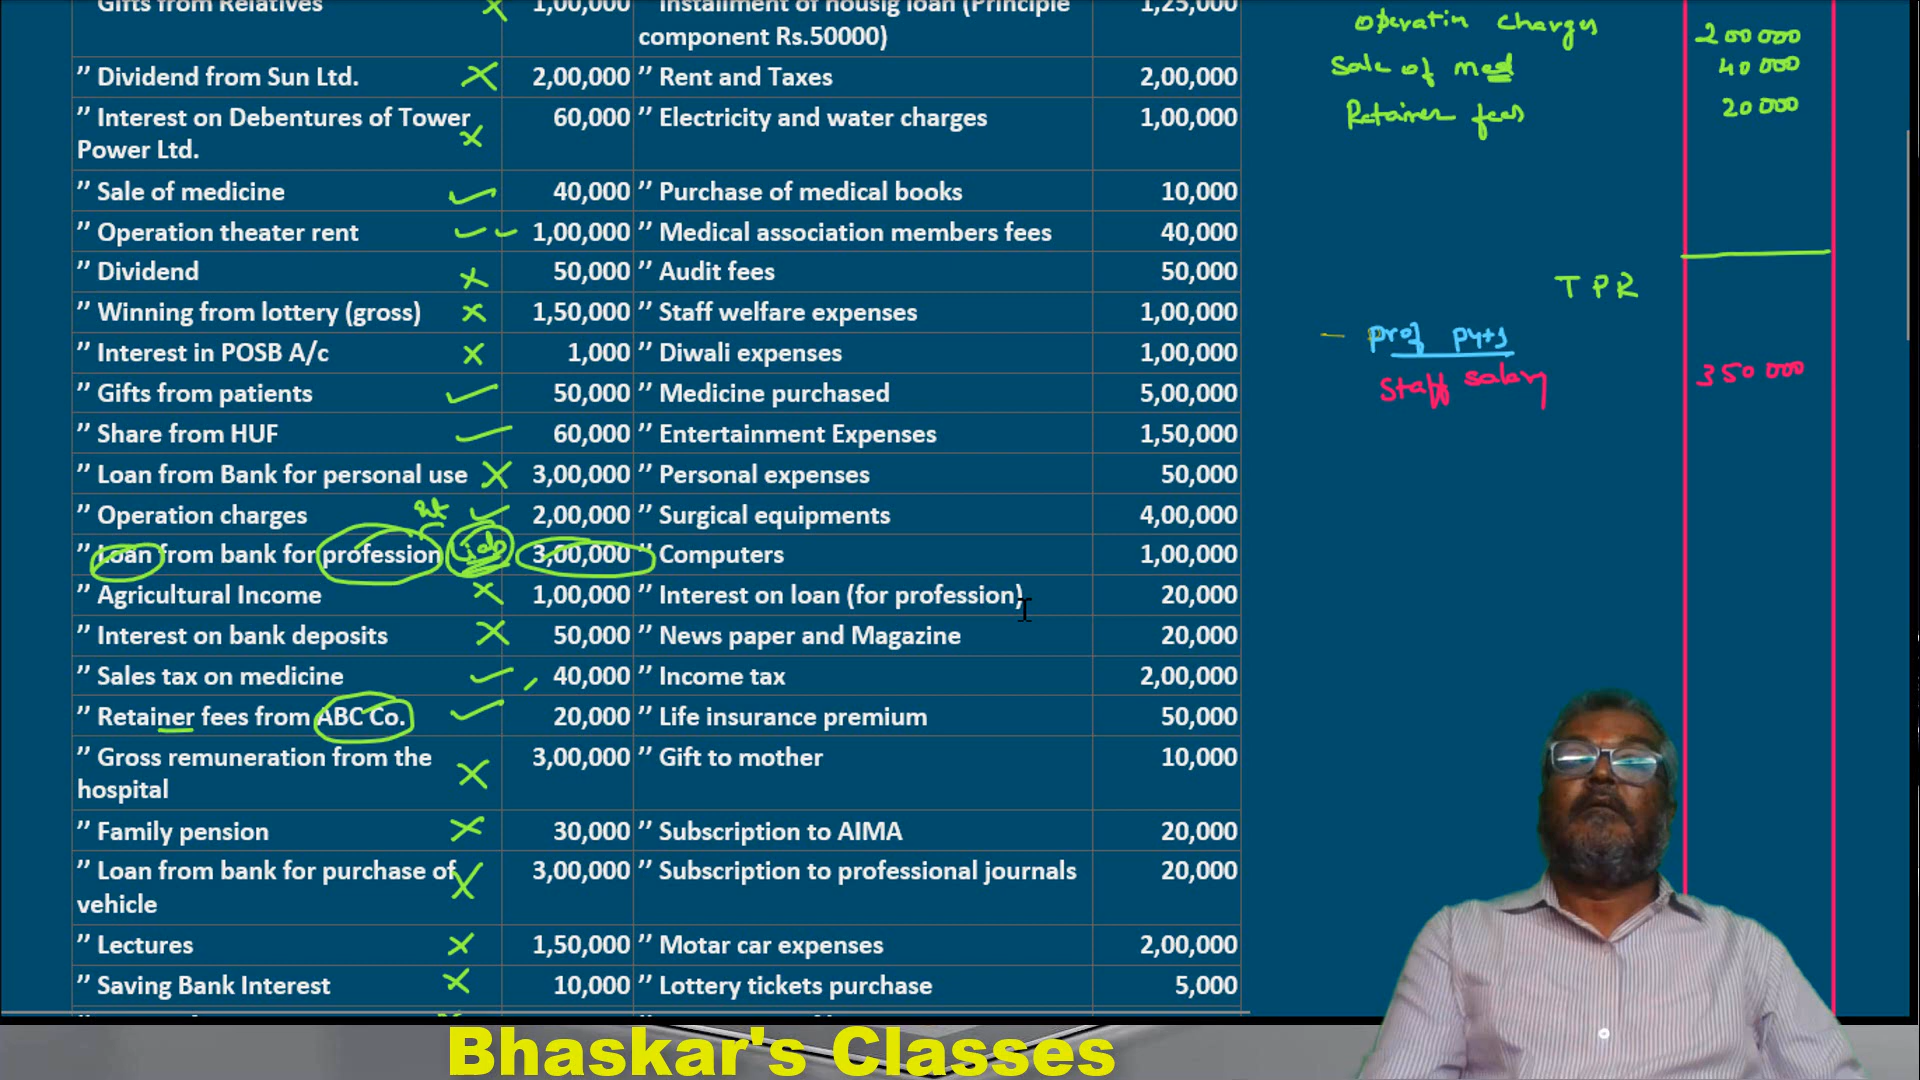 Gifts from Relatives 1,00,000 Installment of housig loan (Principle component Rs.50000) 1,25,000
” Dividend from Sun Ltd. 2,00,000 ” Rent and Taxes 2,00,000
” Interest on Debentures of Tower Power Ltd. 60,000 ” Electricity and water charges 1,00,000
” Sale of medicine 40,000 ” Purchase of medical books 10,000
” Operation theater rent 1,00,000 ” Medical association members fees 40,000
” Dividend 50,000 ” Audit fees 50,000
” Winning from lottery (gross) 1,50,000 ” Staff welfare expenses 1,00,000
” Interest in POSB A/c 1,000 ” Diwali expenses 1,00,000
” Gifts from patients 50,000 ” Medicine purchased 5,00,000
” Share from HUF 60,000 ” Entertainment Expenses 1,50,000
” Loan from Bank for personal use 3,00,000 ” Personal expenses 50,000
” Operation charges 2,00,000 ” Surgical equipments 4,00,000
” Loan from bank for profession 3,00,000 ” Computers 1,00,000
” Agricultural Income 1,00,000 ” Interest on loan (for profession) 20,000
” Interest on bank deposits 50,000 ” News paper and Magazine 20,000
” Sales tax on medicine 40,000 ” Income tax 2,00,000
” Retainer fees from ABC Co. 20,000 ” Life insurance premium 50,000
” Gross remuneration from the hospital 3,00,000 ” Gift to mother 10,000
” Family pension 30,000 ” Subscription to AIMA 20,000
” Loan from bank for purchase of vehicle 3,00,000 ” Subscription to professional journals 20,000
” Lectures 1,50,000 ” Motar car expenses 2,00,000
” Saving Bank Interest 10,000 ” Lottery tickets purchase 5,000
Operatin charges 200000
Sale of med 40000
Retainer fees 20000
TPR
- Prof pyts
Staff salary 350000
Bhaskar's Classes